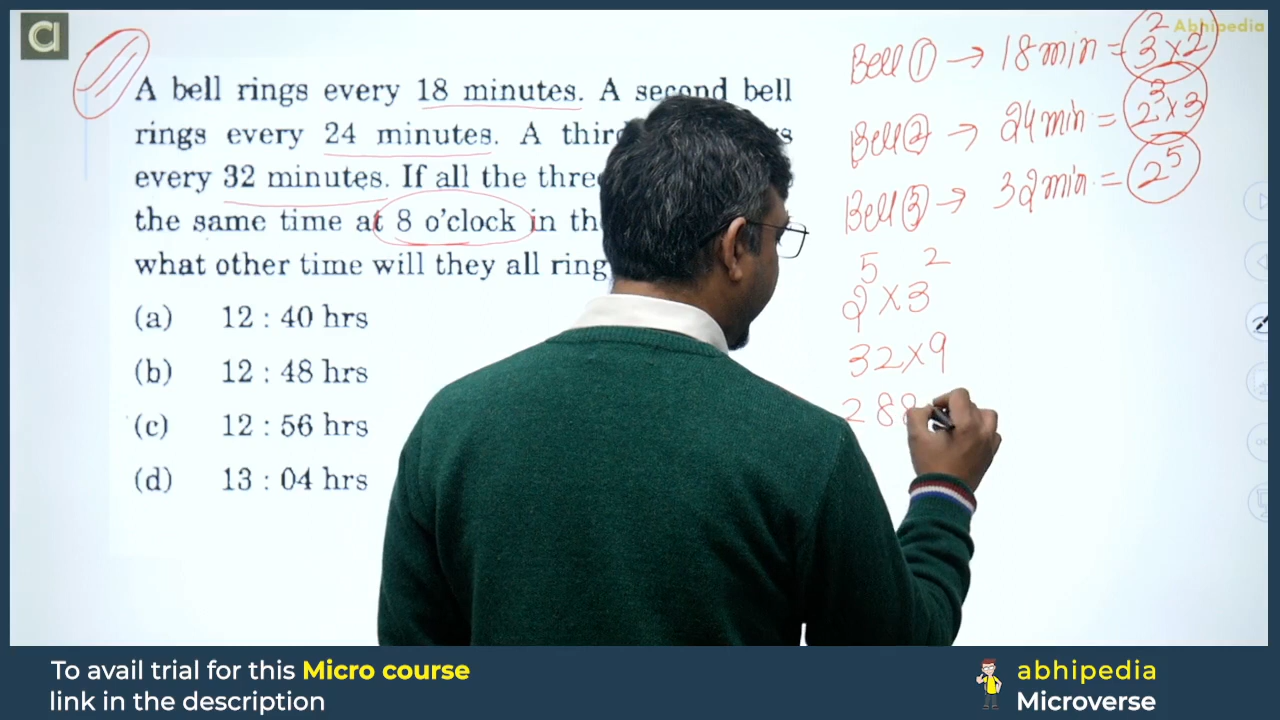 Abhipedia
A bell rings every 18 minutes. A second bell
rings every 24 minutes. A
every 32 minutes. If all the
the same time at 8 o'clock in
what other time will they all ring
(a) 12 : 40 hrs
(b) 12 : 48 hrs
(c) 12 : 56 hrs
(d) 13 : 04 hrs
Bell ① → 18 min = 3² × 2¹
Bell ② → 24 min = 2³ × 3
Bell ③ → 32 min = 2⁵
2⁵ × 3²
32 × 9
288
To avail trial for this Micro course
link in the description
abhipedia
Microverse